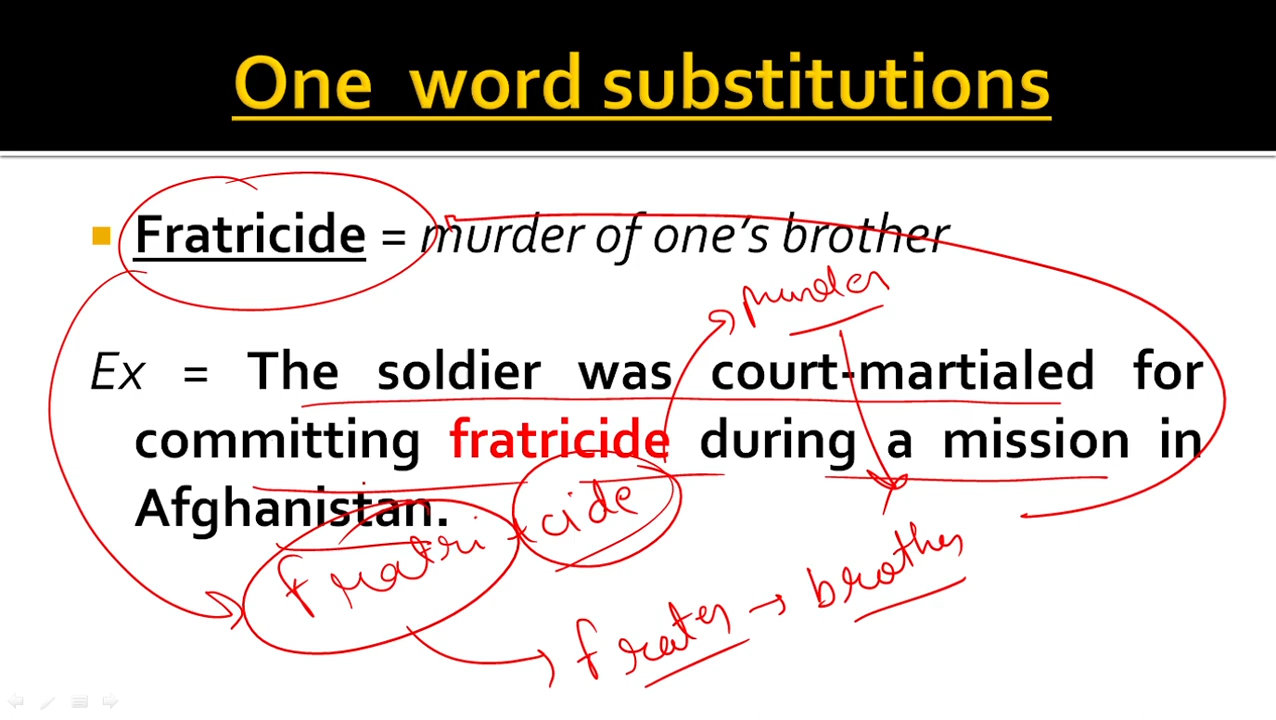 One word substitutions
Fratricide = murder of one's brother
murder
Ex = The soldier was court-martialed for
committing fratricide during a mission in
Afghanistan.
fratri + cide
frater → brother